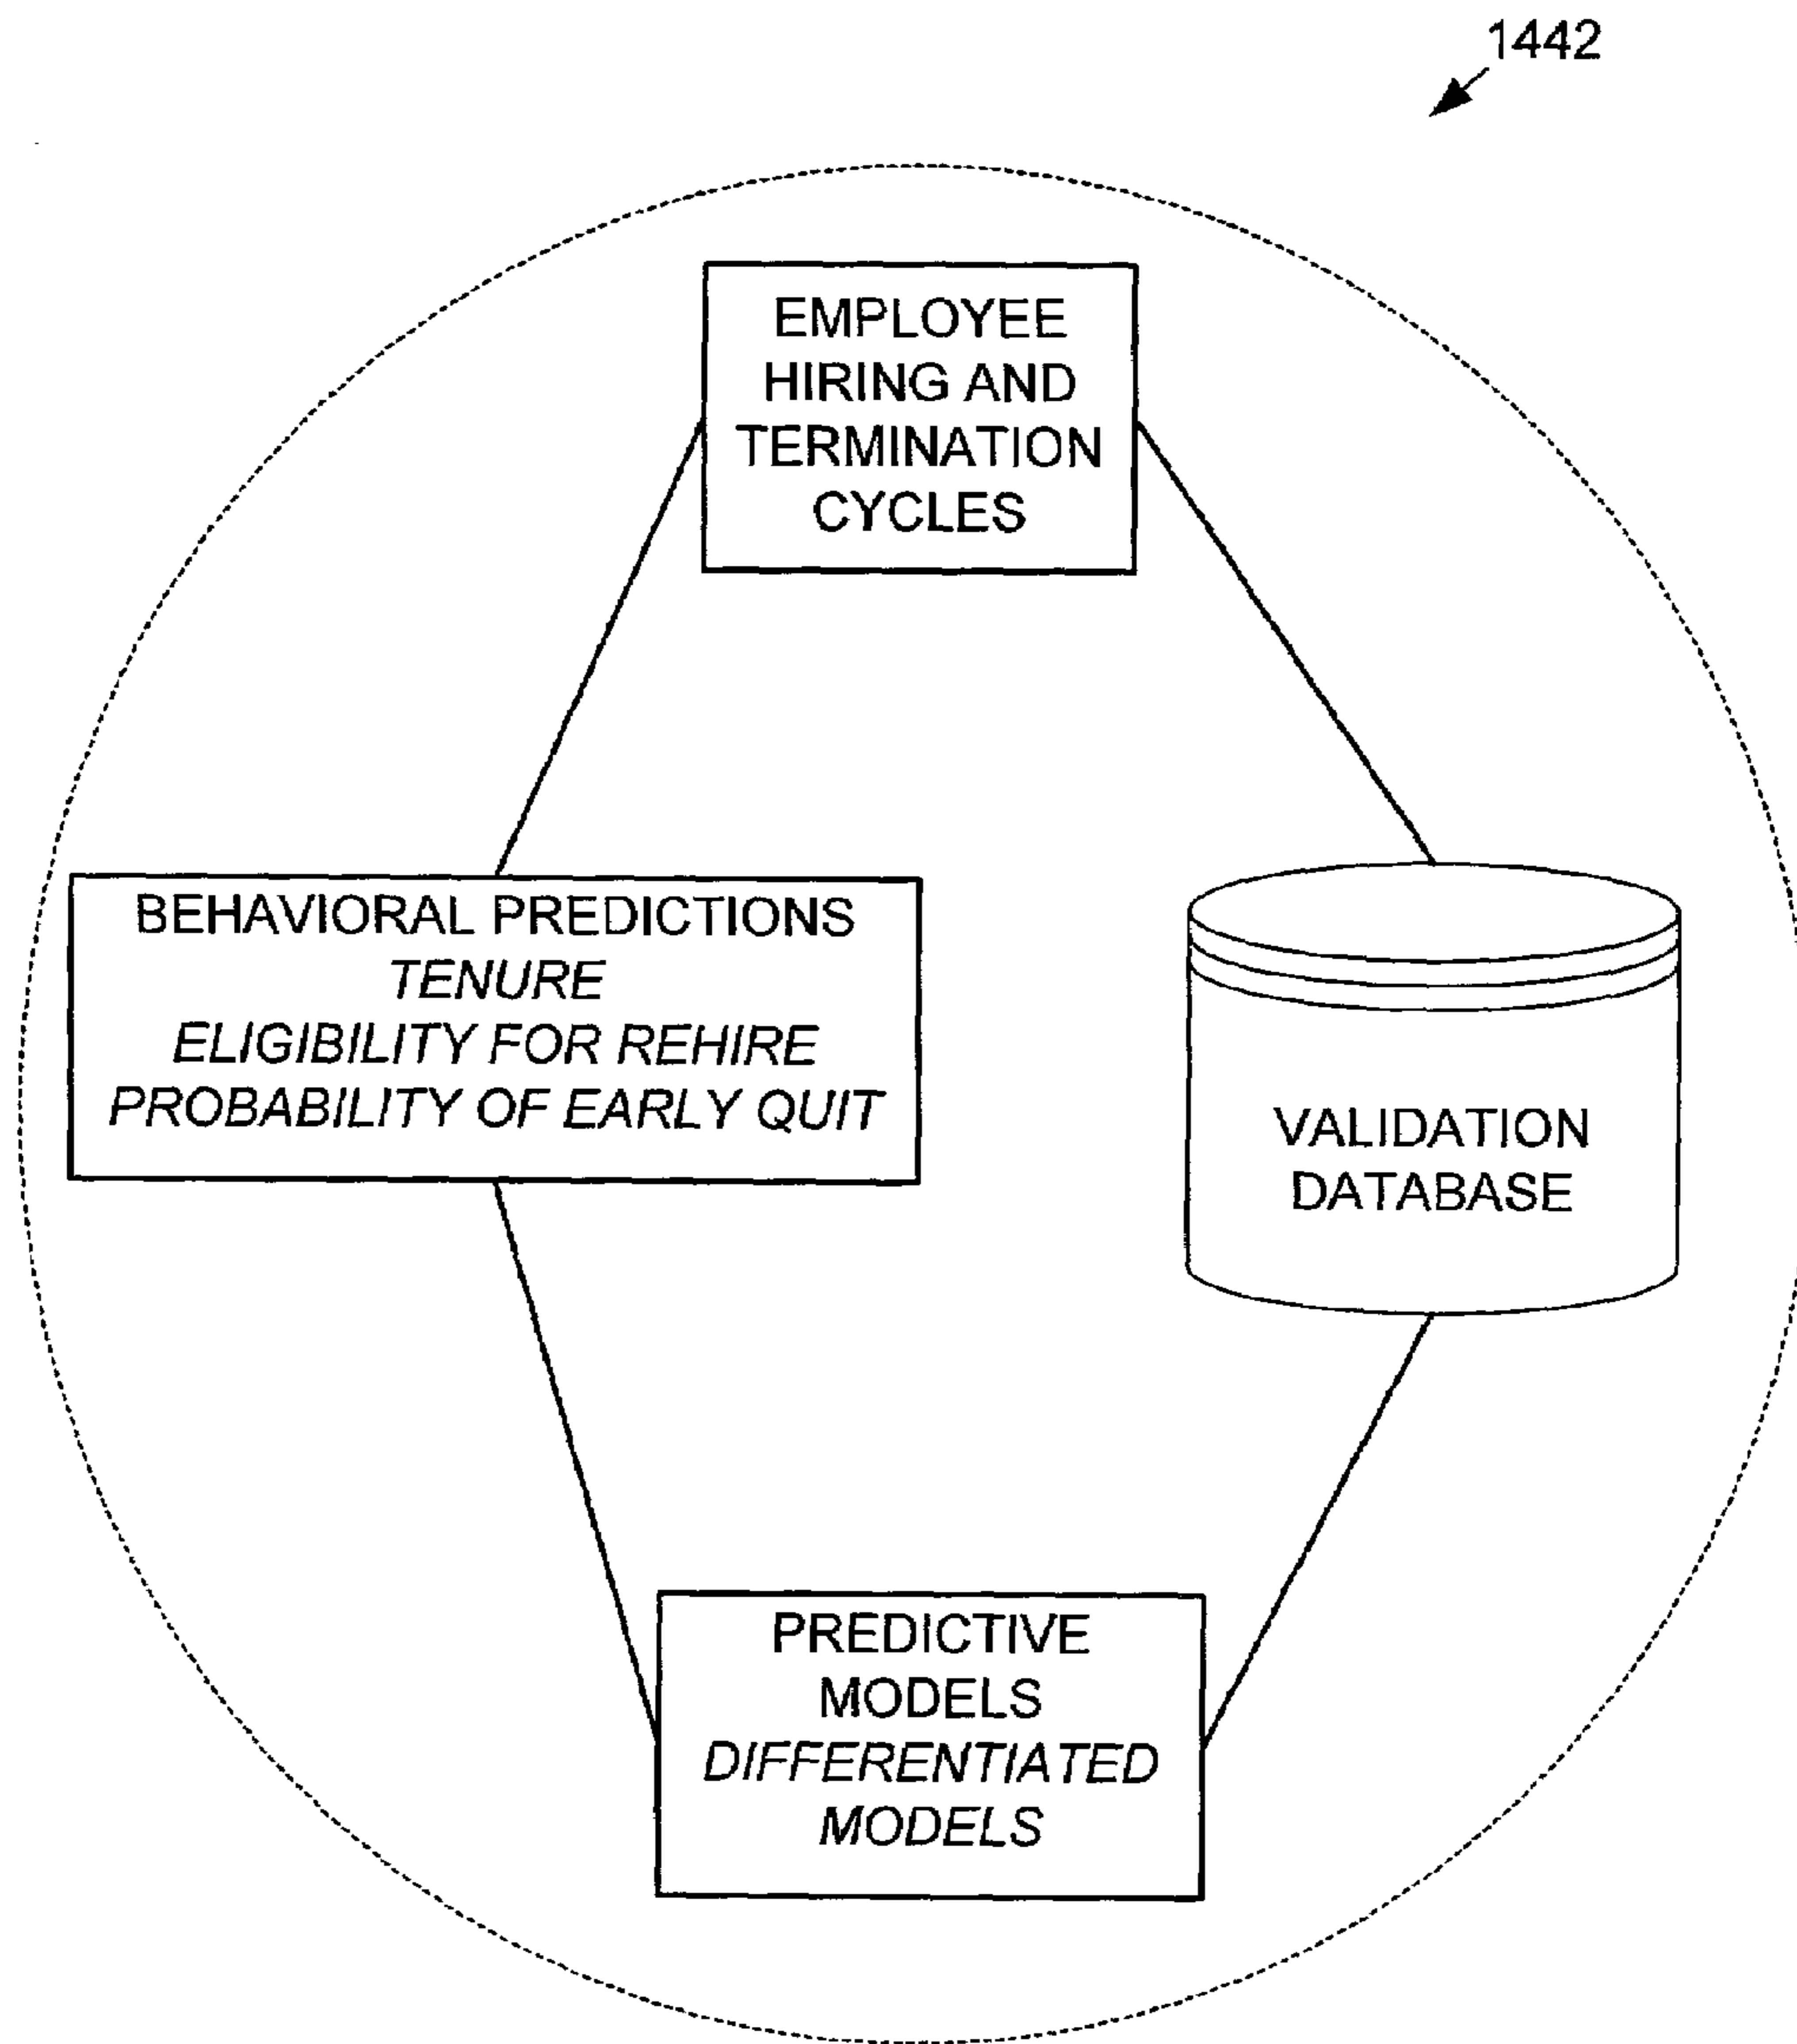 1442
EMPLOYEE
HIRING AND
TERMINATION
CYCLES
BEHAVIORAL PREDICTIONS
TENURE
ELIGIBILITY FOR REHIRE
PROBABILITY OF EARLY QUIT
VALIDATION
DATABASE
PREDICTIVE
MODELS
DIFFERENTIATED
MODELS